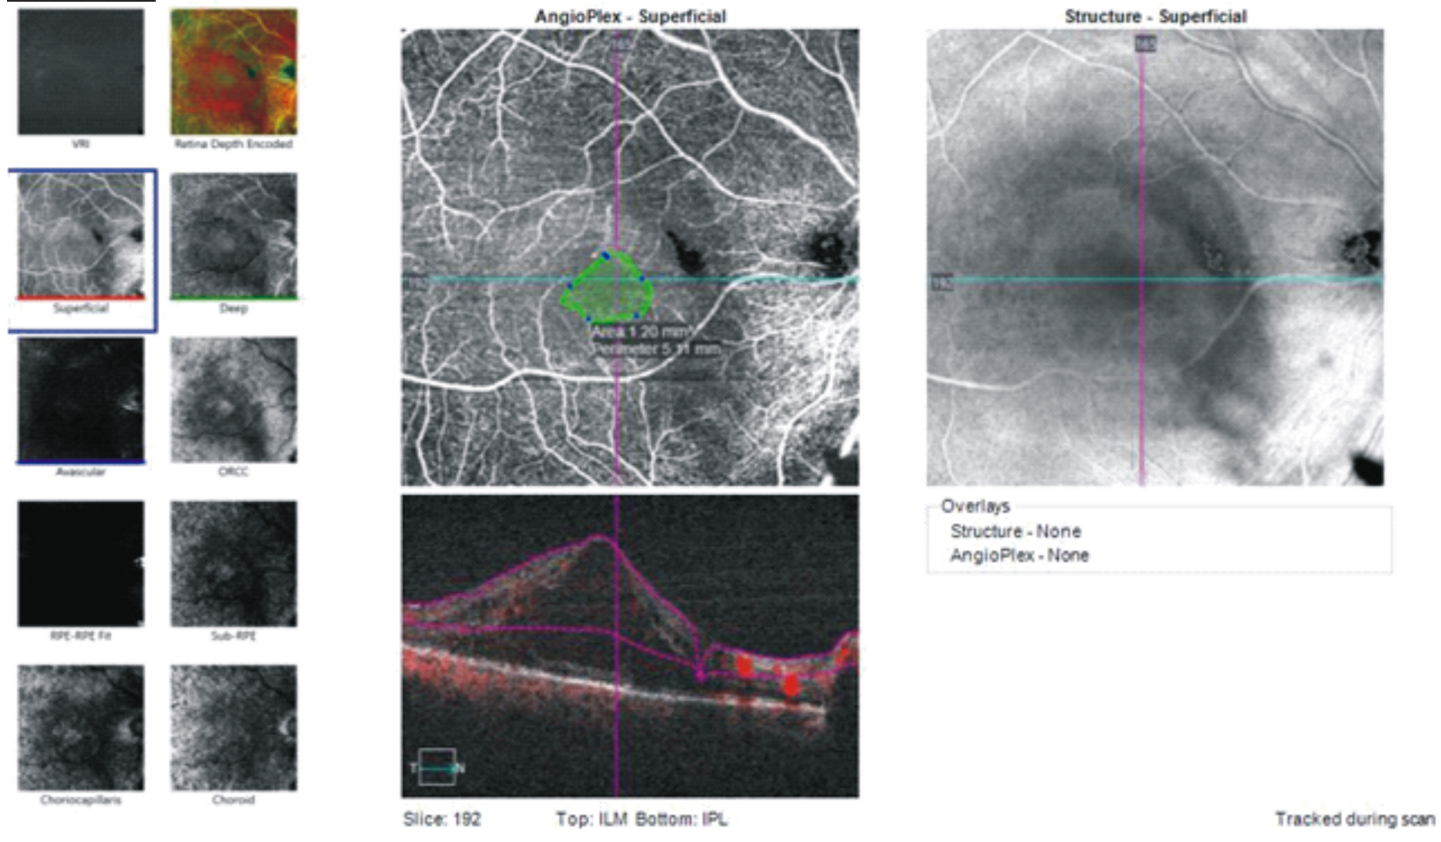 AngioPlex - Superficial
Structure - Superficial
VRI
Retina Depth Encoded
Superficial
Deep
Avascular
ORCC
RPE-RPE Fit
Sub-RPE
Choriocapillaris
Choroid
Area 1.20 mm²
Perimeter 5.11 mm
Overlays
Structure - None
AngioPlex - None
T N
Slice: 192
Top: ILM Bottom: IPL
Tracked during scan